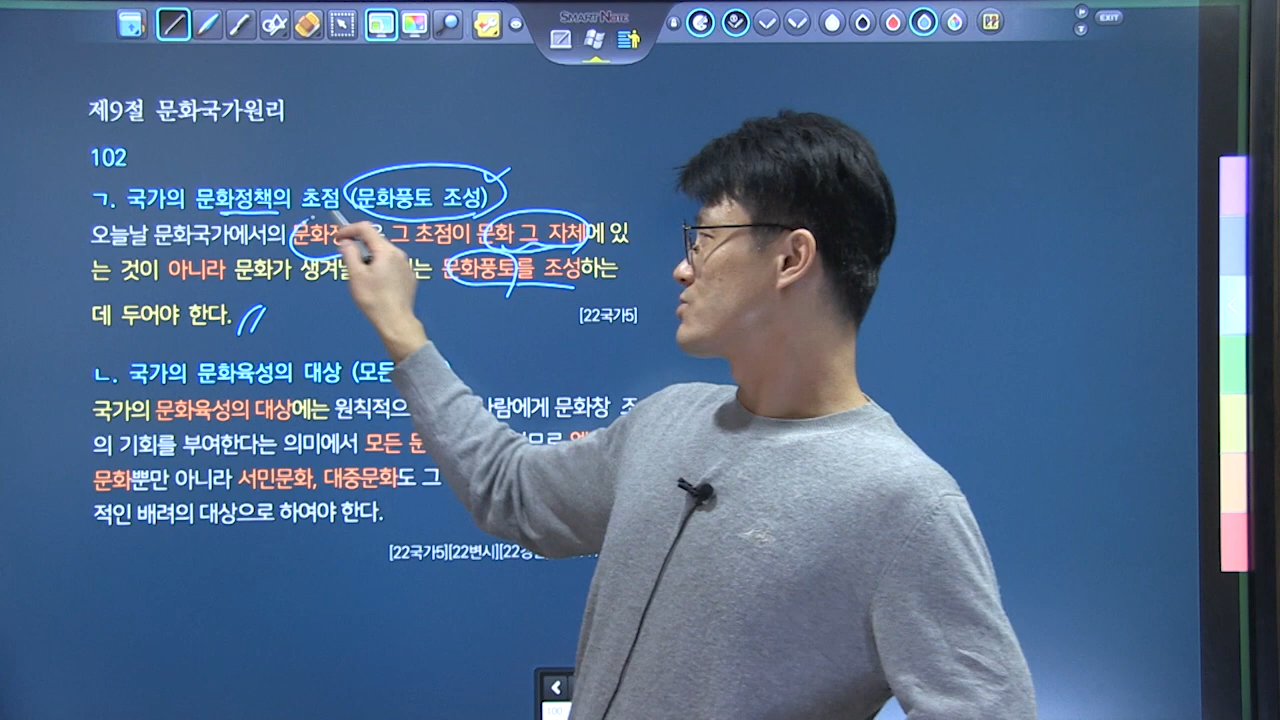 SMARTNOTE
EXIT
제9절 문화국가원리
102
ㄱ. 국가의 문화정책의 초점 (문화풍토 조성)
오늘날 문화국가에서의 그 초점이 문화 그 자체에 있
는 것이 아니라 문화가 문화풍토를 조성하는
데 두어야 한다.
[22국가5]
ㄴ. 국가의 문화육성의 대상 (모든
국가의 문화육성의 대상에는 원칙적으 사람에게 문화창 조
의 기회를 부여한다는 의미에서 모든
문화뿐만 아니라 서민문화, 대중문화도 그
적인 배려의 대상으로 하여야 한다.
[22국가5][22변시]
100